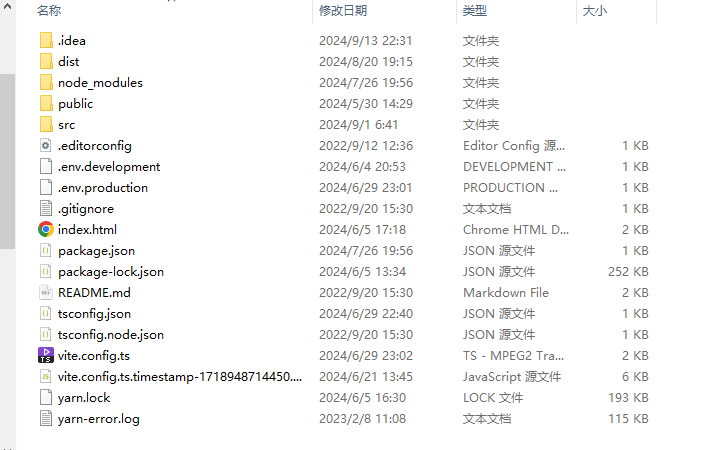 名称 修改日期 类型 大小
.idea 2024/9/13 22:31 文件夹
dist 2024/8/20 19:15 文件夹
node_modules 2024/7/26 19:56 文件夹
public 2024/5/30 14:29 文件夹
src 2024/9/1 6:41 文件夹
.editorconfig 2022/9/12 12:36 Editor Config 源... 1 KB
.env.development 2024/6/4 20:53 DEVELOPMENT ... 1 KB
.env.production 2024/6/29 23:01 PRODUCTION ... 1 KB
.gitignore 2022/9/20 15:30 文本文档 1 KB
index.html 2024/6/5 17:18 Chrome HTML D... 2 KB
package.json 2024/7/26 19:56 JSON 源文件 1 KB
package-lock.json 2024/6/5 13:34 JSON 源文件 252 KB
README.md 2022/9/20 15:30 Markdown File 2 KB
tsconfig.json 2024/6/29 22:40 JSON 源文件 1 KB
tsconfig.node.json 2022/9/20 15:30 JSON 源文件 1 KB
vite.config.ts 2024/6/29 23:02 TS - MPEG2 Tra... 2 KB
vite.config.ts.timestamp-1718948714450.... 2024/6/21 13:45 JavaScript 源文件 6 KB
yarn.lock 2024/6/5 16:30 LOCK 文件 193 KB
yarn-error.log 2023/2/8 11:08 文本文档 115 KB